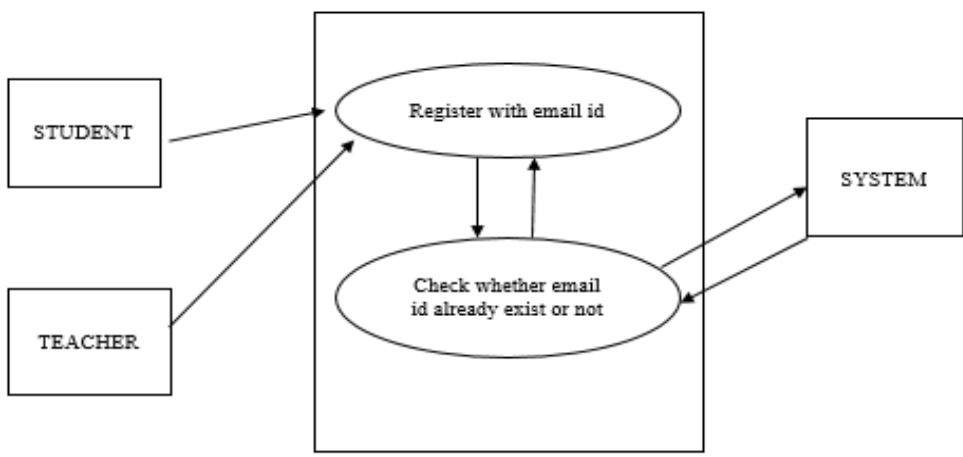 STUDENT
Register with email id
SYSTEM
Check whether email
id already exist or not
TEACHER